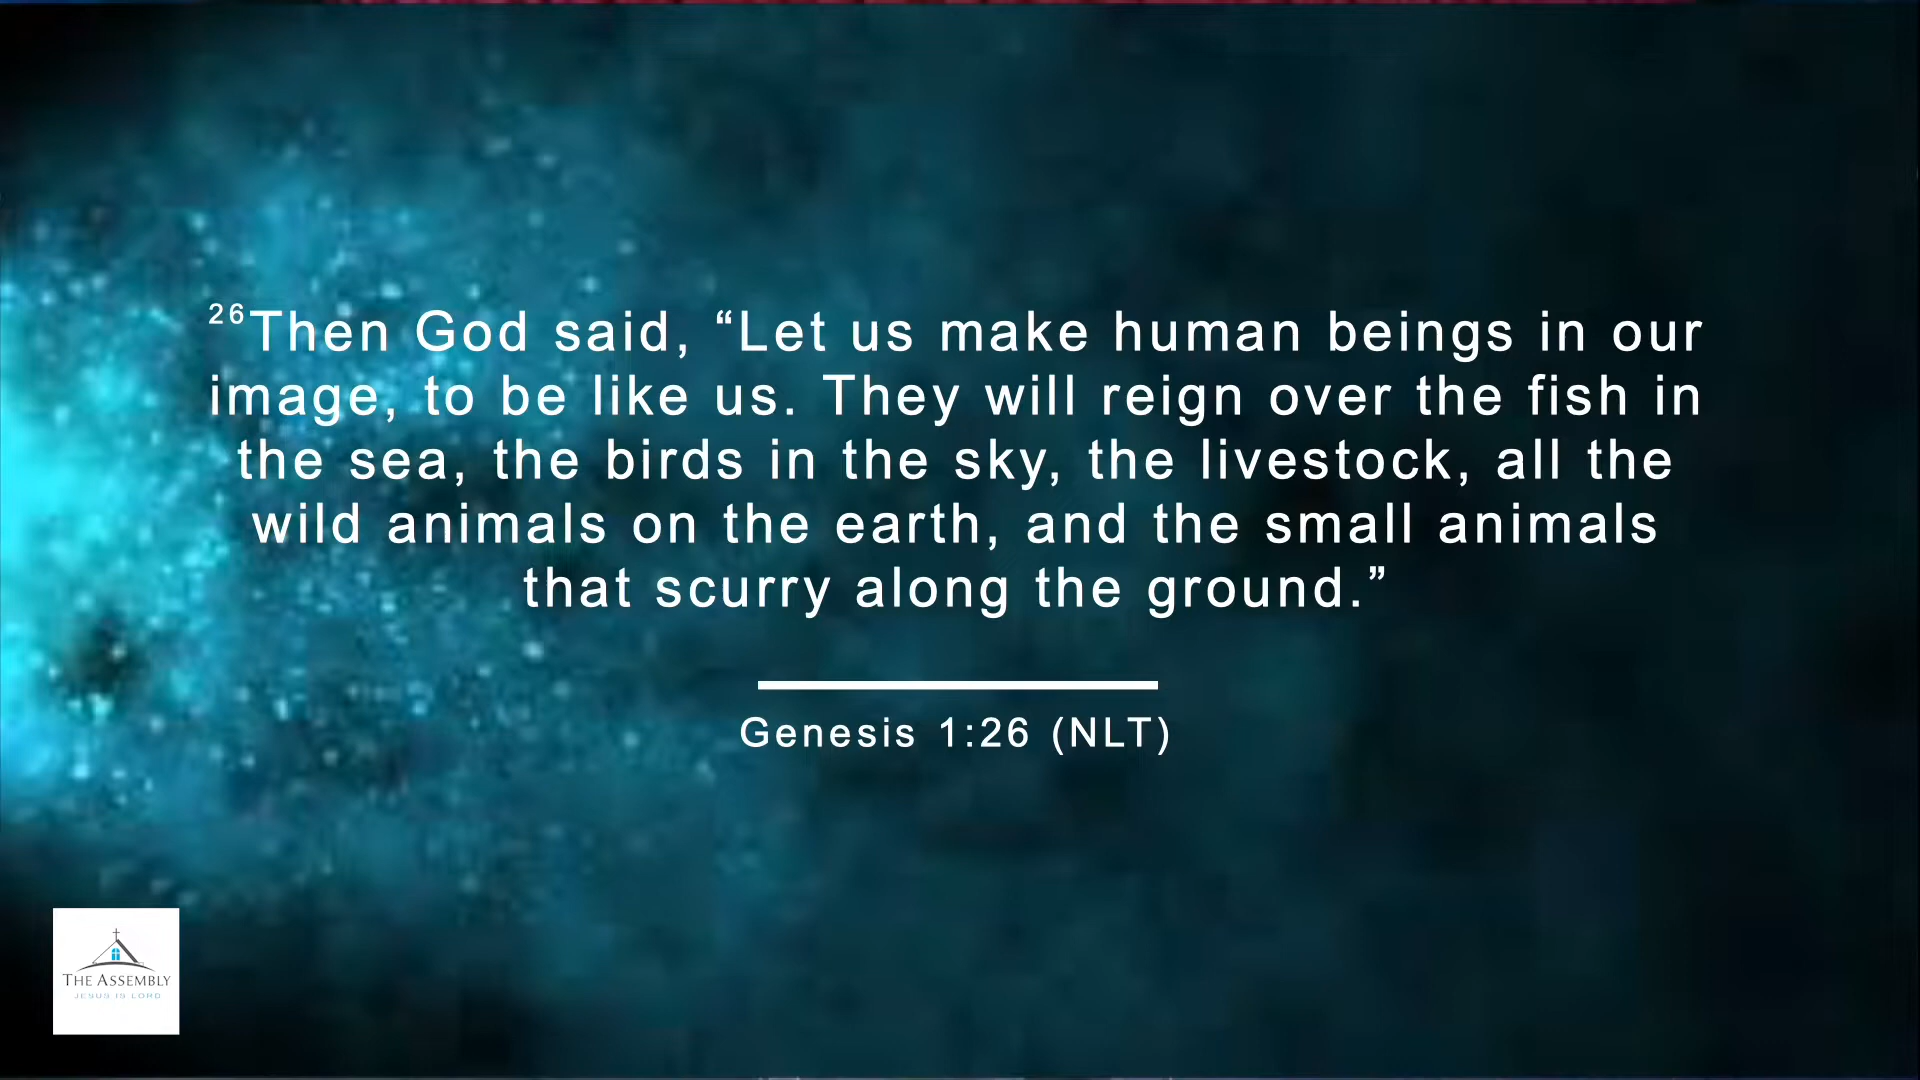 26Then God said, “Let us make human beings in our
image, to be like us. They will reign over the fish in
the sea, the birds in the sky, the livestock, all the
wild animals on the earth, and the small animals
that scurry along the ground.”
Genesis 1:26 (NLT)
THE ASSEMBLY
JESUS IS LORD